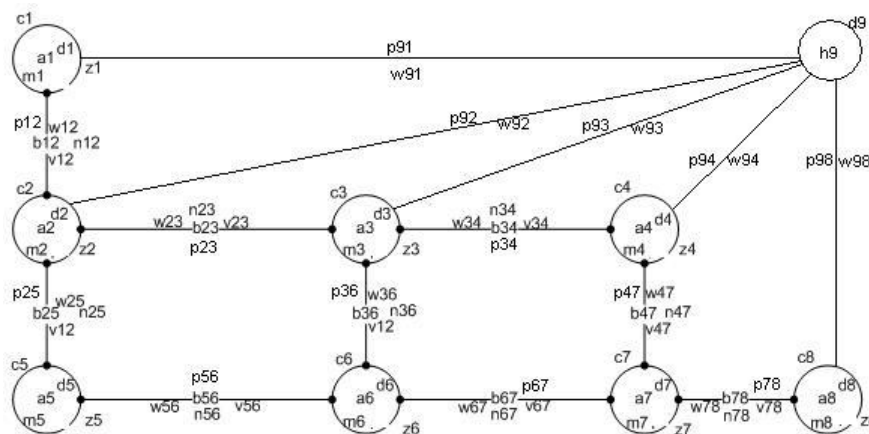 c1
d9
a1 d1
p91
h9
m1
z1
w91
p12 w12
b12 n12
v12
p92 w92
p93 w93
p94 w94
p98 w98
c2
c3
c4
d2
n23
d3
n34
d4
a2
w23 b23 v23
a3
w34 b34 v34
a4
m2
z2
p23
m3
z3
p34
m4
z4
p25 w25
b25 n25
v12
p36 w36
b36 n36
v12
p47 w47
b47 n47
v47
c5
c6
c7
c8
p56
p67
p78
a5 d5
b56
a6 d6
b67
a7 d7
b78
a8 d8
w56 v56
w67 v67
w78 v78
m5
z5
n56
m6
z6
n67
m7
z7
n78
m8